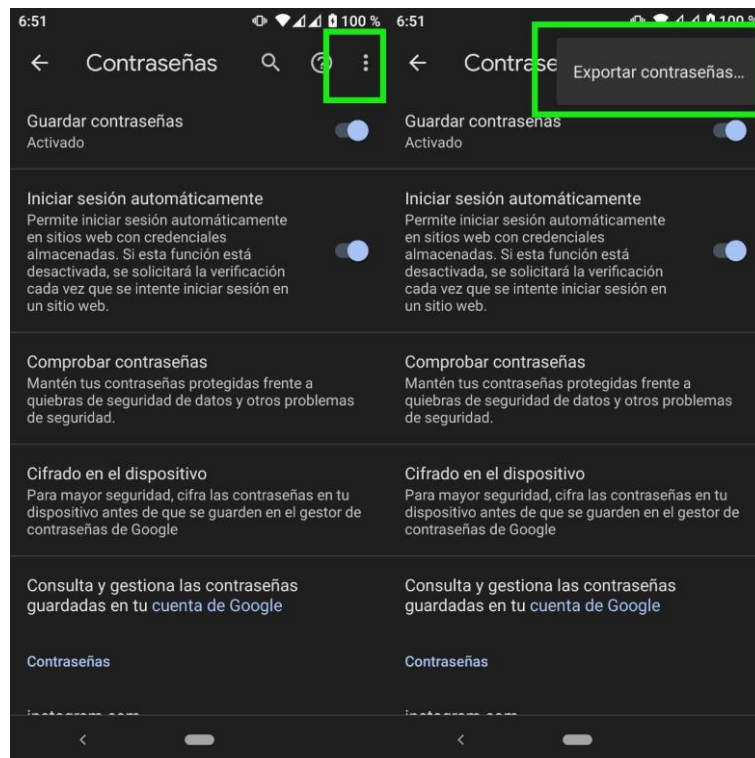 6:51
100 %
Contraseñas
Guardar contraseñas
Activado
Iniciar sesión automáticamente
Permite iniciar sesión automáticamente
en sitios web con credenciales
almacenadas. Si esta función está
desactivada, se solicitará la verificación
cada vez que se intente iniciar sesión en
un sitio web.
Comprobar contraseñas
Mantén tus contraseñas protegidas frente a
quiebras de seguridad de datos y otros problemas
de seguridad.
Cifrado en el dispositivo
Para mayor seguridad, cifra las contraseñas en tu
dispositivo antes de que se guarden en el gestor de
contraseñas de Google
Consulta y gestiona las contraseñas
guardadas en tu cuenta de Google
Contraseñas
instagram.com
6:51
100 %
Exportar contraseñas...
Guardar contraseñas
Activado
Iniciar sesión automáticamente
Permite iniciar sesión automáticamente
en sitios web con credenciales
almacenadas. Si esta función está
desactivada, se solicitará la verificación
cada vez que se intente iniciar sesión en
un sitio web.
Comprobar contraseñas
Mantén tus contraseñas protegidas frente a
quiebras de seguridad de datos y otros problemas
de seguridad.
Cifrado en el dispositivo
Para mayor seguridad, cifra las contraseñas en tu
dispositivo antes de que se guarden en el gestor de
contraseñas de Google
Consulta y gestiona las contraseñas
guardadas en tu cuenta de Google
Contraseñas
instagram.com